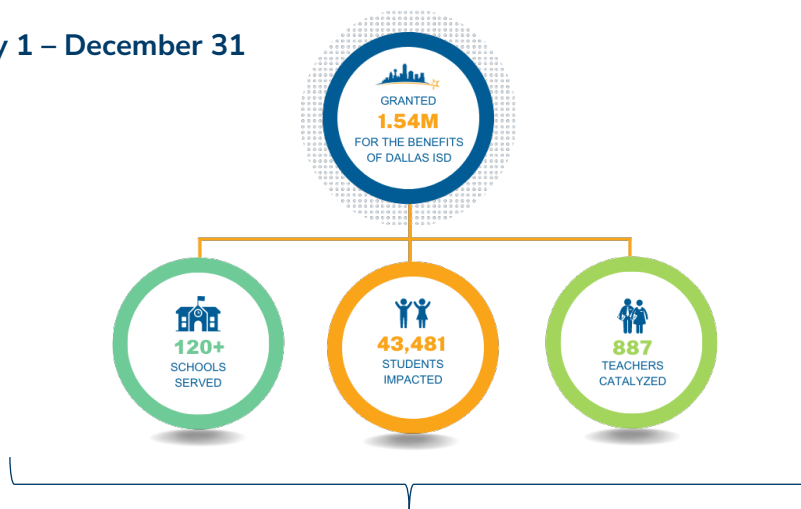 y 1 – December 31
GRANTED
1.54M
FOR THE BENEFITS
OF DALLAS ISD
120+
SCHOOLS
SERVED
43,481
STUDENTS
IMPACTED
887
TEACHERS
CATALYZED